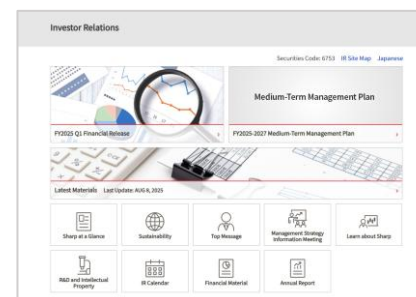 Investor Relations
Securities Code: 6753 IR Site Map Japanese
Medium-Term Management Plan
FY2025 Q1 Financial Release
FY2025-2027 Medium-Term Management Plan
Latest Materials Last Update: AUG 6, 2025
Sharp at a Glance
Sustainability
Top Message
Management Strategy
Information Meeting
Learn about Sharp
R&D and Intellectual
Property
IR Calendar
Financial Material
Annual Report